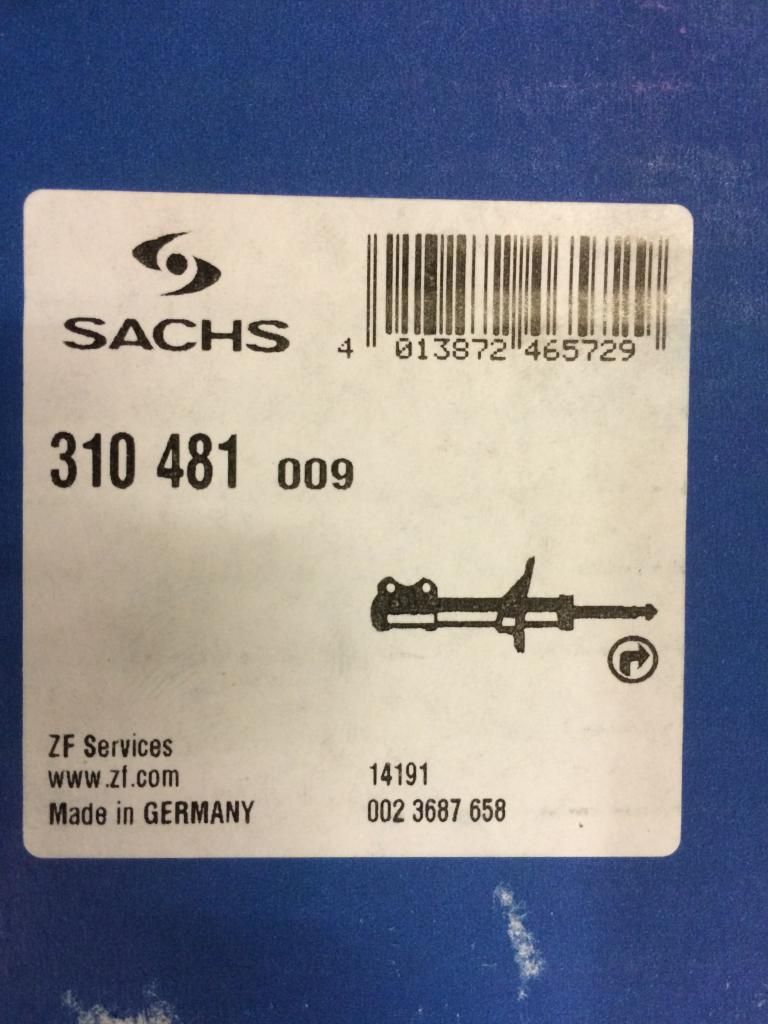 SACHS
4 013872 465729
310 481 009
ZF Services
www.zf.com
Made in GERMANY
14191
002 3687 658